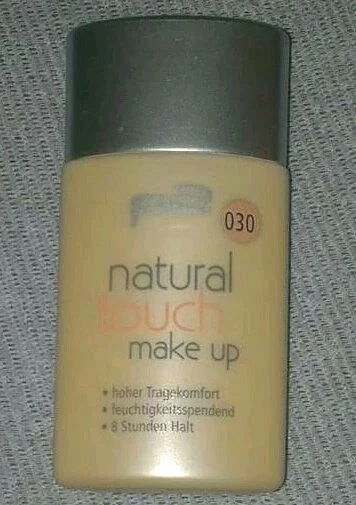 030
natural
touch
make up
• hoher Tragekomfort
• feuchtigkeitsspendend
• 8 Stunden Halt